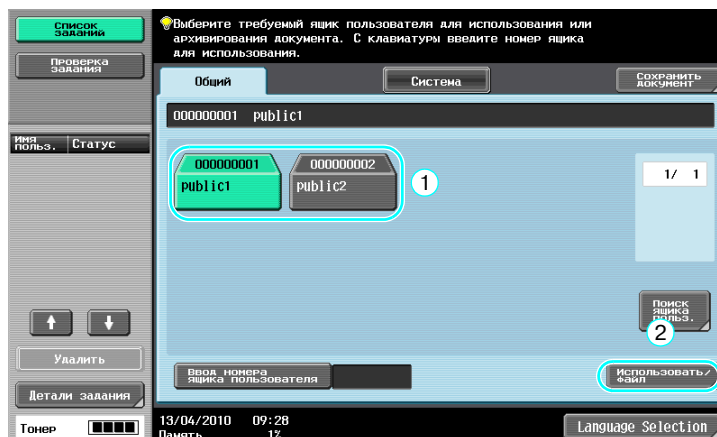 Список
заданий
Проверка
задания
Имя
польз.
Статус
Удалить
Детали задания
Тонер
Выберите требуемый ящик пользователя для использования или
архивирования документа. С клавиатуры введите номер ящика
для использования.
Общий
Система
Сохранить
документ
000000001 public1
000000001
public1
000000002
public2
1
1/ 1
Поиск
ящика
польз.
2
Ввод номера
ящика пользователя
Использовать/
файл
13/04/2010 09:28
Память 1%
Language Selection